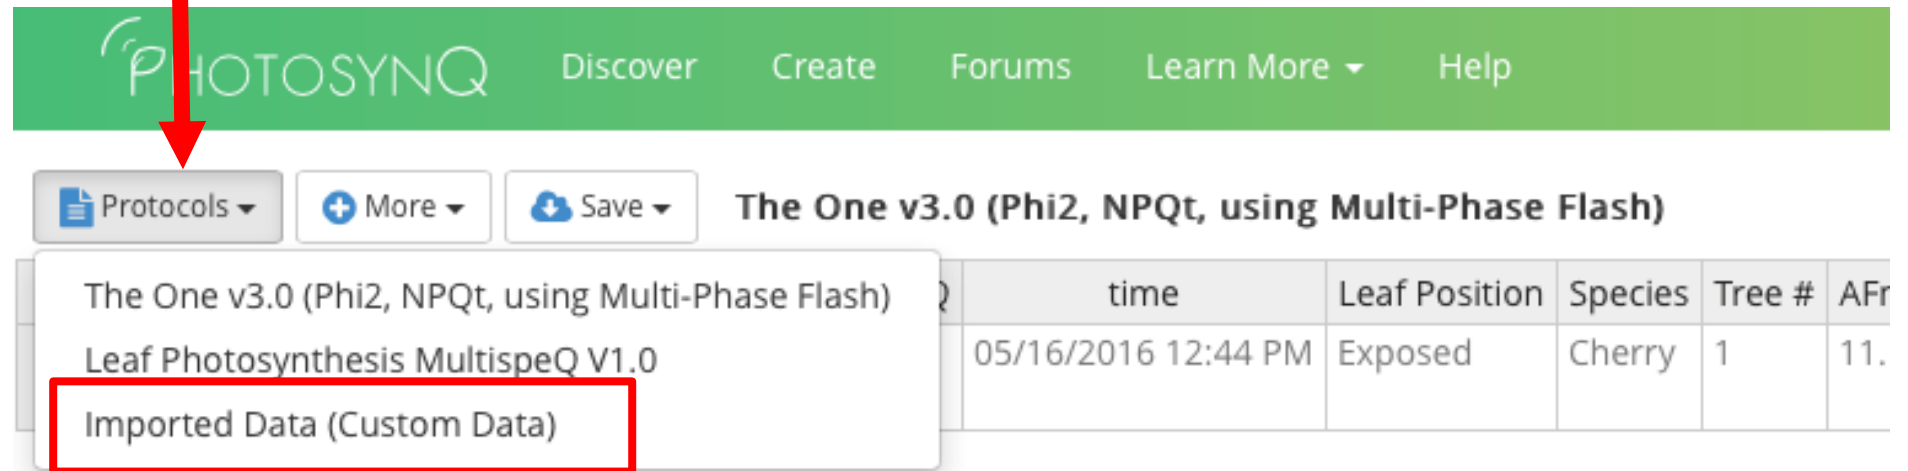 PHOTOSYNQ Discover Create Forums Learn More Help
Protocols More Save The One v3.0 (Phi2, NPQt, using Multi-Phase Flash)
time Leaf Position Species Tree #
The One v3.0 (Phi2, NPQt, using Multi-Phase Flash)
05/16/2016 12:44 PM Exposed Cherry 1 11.
Leaf Photosynthesis MultispeQ V1.0
Imported Data (Custom Data)